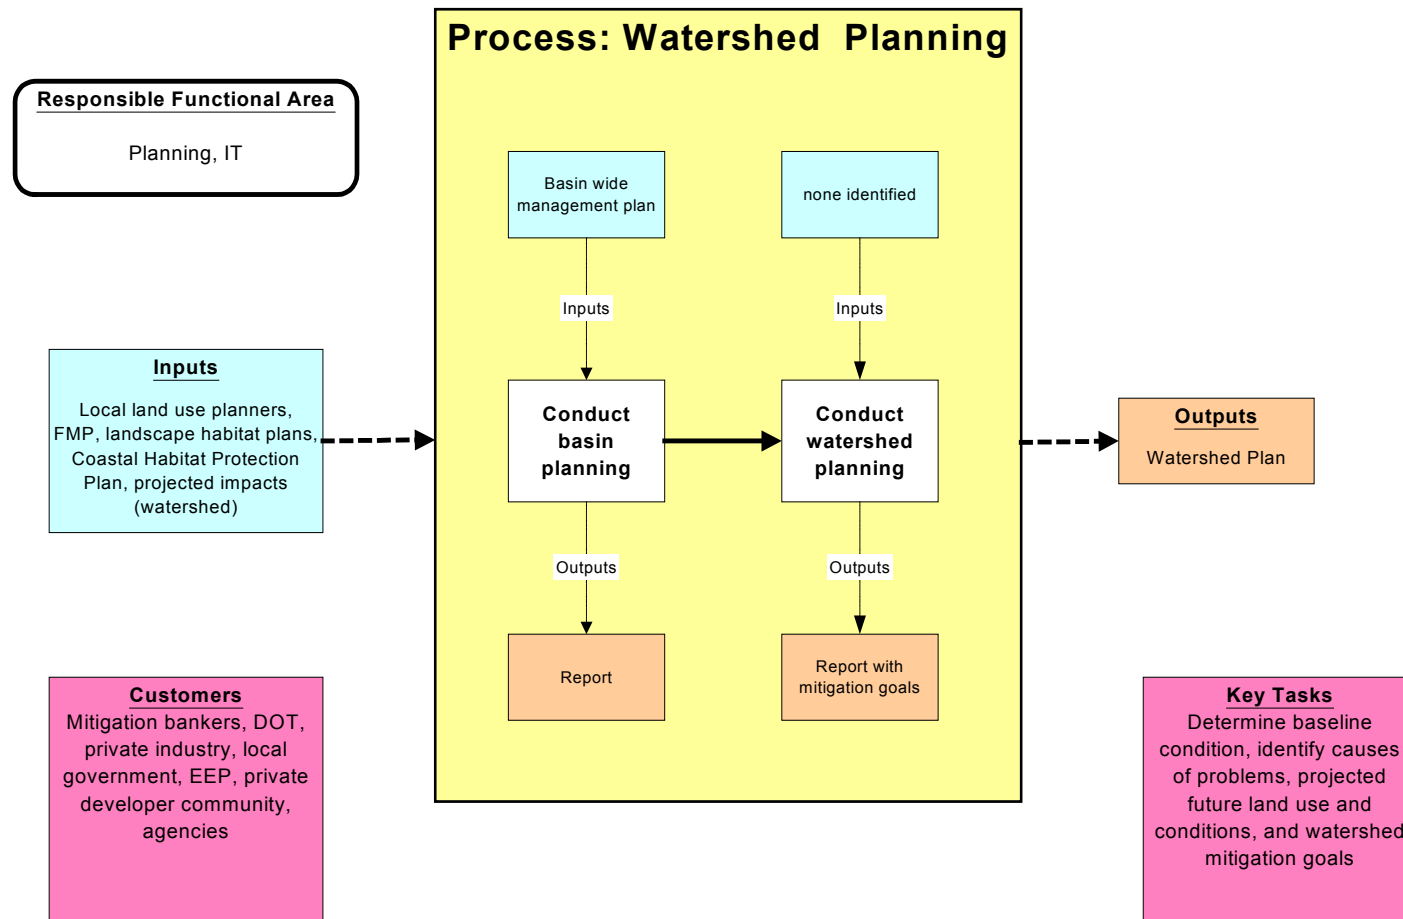 Process: Watershed Planning
Responsible Functional Area
Planning, IT
Basin wide
management plan
none identified
Inputs
Inputs
Inputs
Local land use planners,
FMP, landscape habitat plans,
Coastal Habitat Protection
Plan, projected impacts
(watershed)
Conduct
basin
planning
Conduct
watershed
planning
Outputs
Watershed Plan
Outputs
Outputs
Report
Report with
mitigation goals
Customers
Mitigation bankers, DOT,
private industry, local
government, EEP, private
developer community,
agencies
Key Tasks
Determine baseline
condition, identify causes
of problems, projected
future land use and
conditions, and watershed
mitigation goals